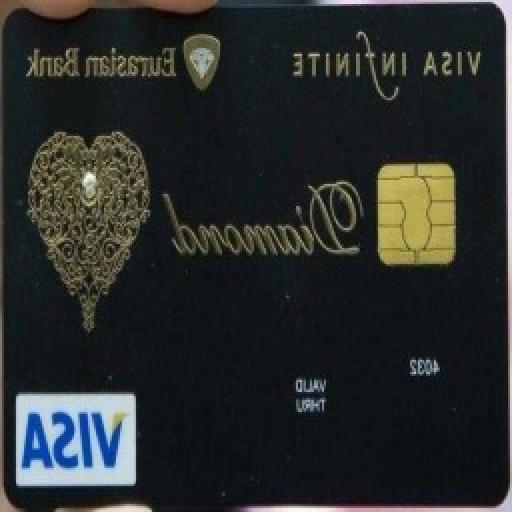 VISA INFINITE
Eurasian Bank
Diamond
4032
VALID
THRU
VISA